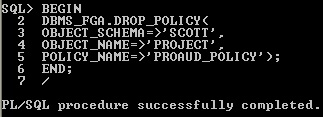 SQL> BEGIN
2 DBMS_FGA.DROP_POLICY(
3 OBJECT_SCHEMA=>'SCOTT',
4 OBJECT_NAME=>'PROJECT',
5 POLICY_NAME=>'PROAUD_POLICY');
6 END;
7 /
PL/SQL procedure successfully completed.